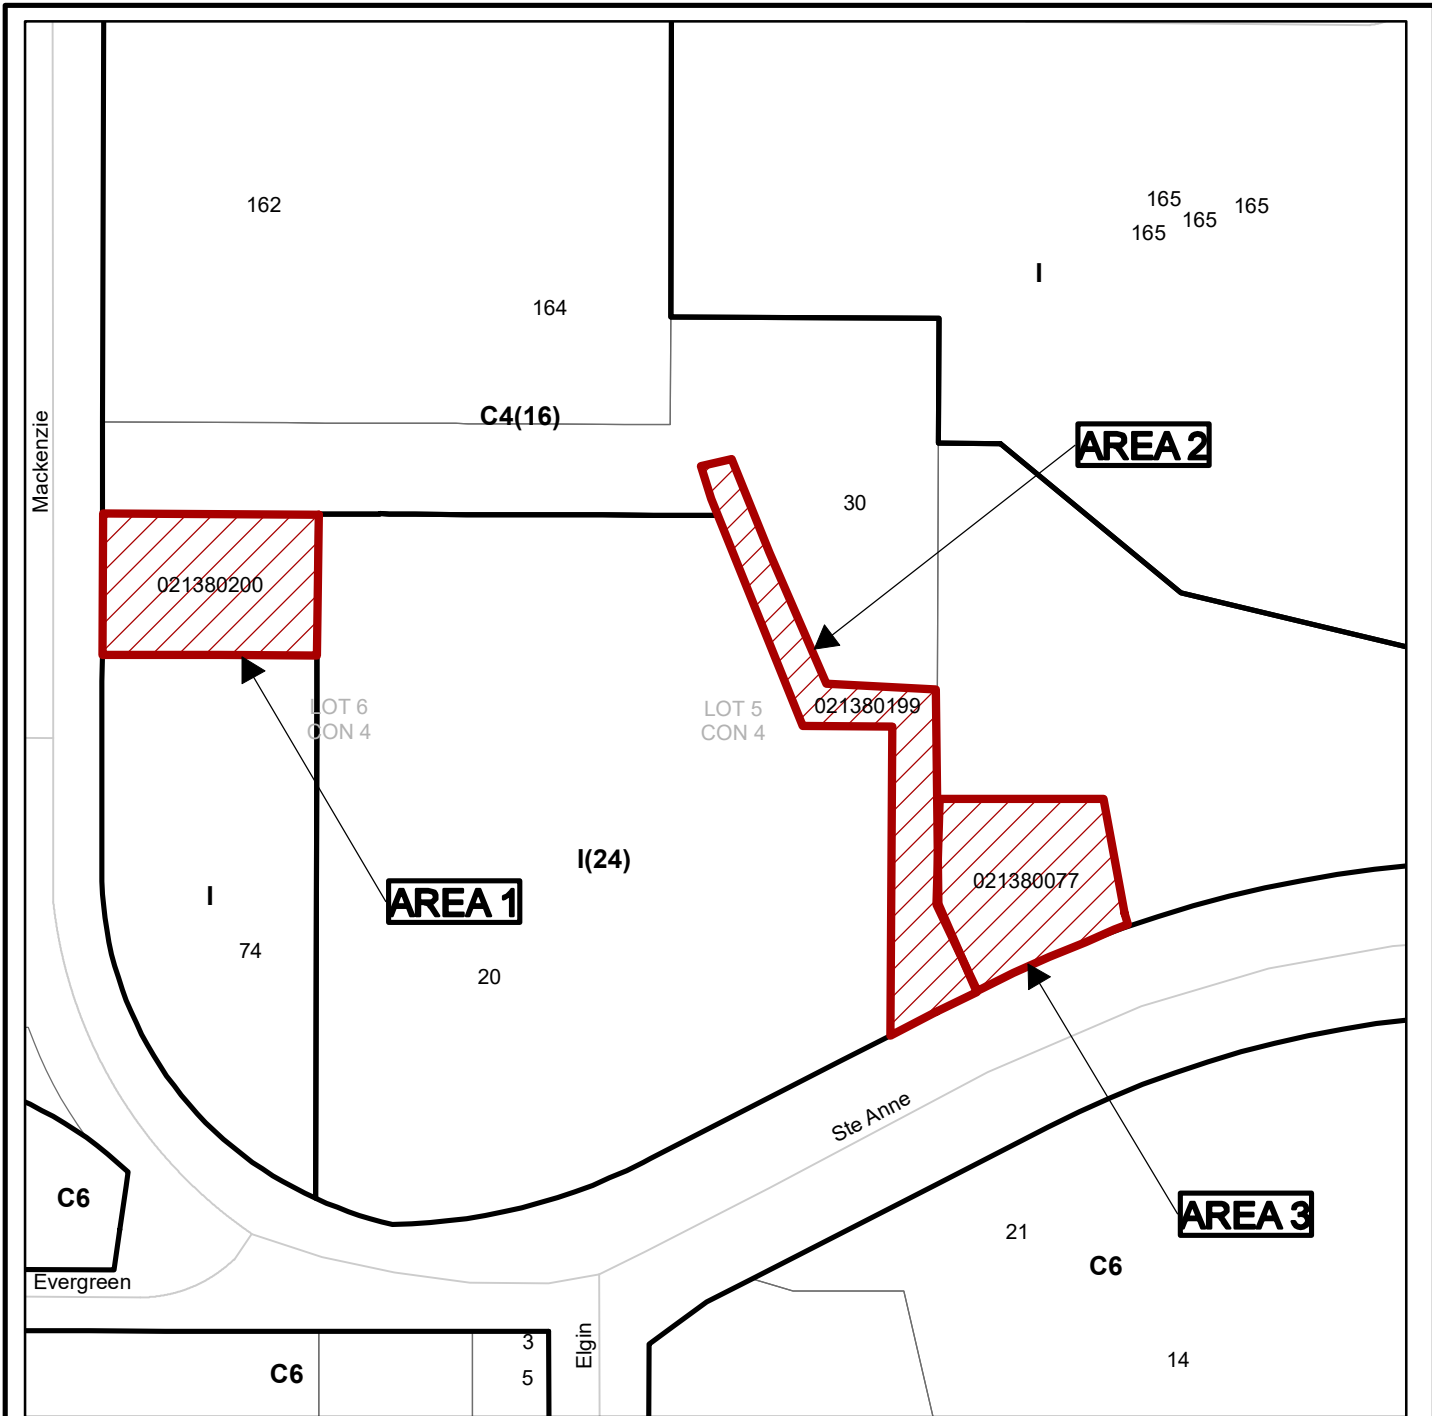 162
165
165
165
165
I
164
C4(16)
Mackenzie
AREA 2
30
021380200
LOT 6
CON 4
LOT 5
CON 4
021380199
I(24)
021380077
I
AREA 1
74
20
Ste Anne
C6
AREA 3
21
C6
Evergreen
3
Elgin
14
C6
5